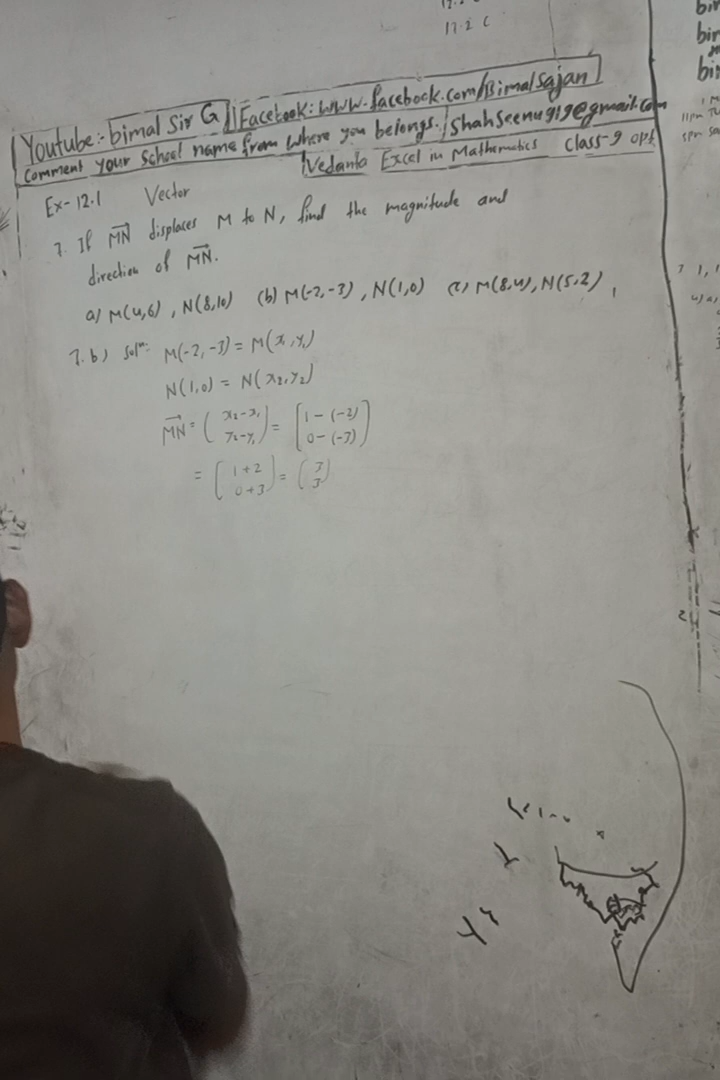 17.2 C
Youtube:- bimal Sir G || Facebook: www.facebook.com/Bimalsajan
Comment your School name from where you belongs. / shahseenu919@gmail.com
Vedanta Excel in Mathematics class-9 opt
Ex- 12.1 Vector
7. If MN displaces M to N, find the magnitude and
direction of MN.
a) M(4,6), N(8,10) (b) M(-2,-3), N(1,0) (c) M(8,4), N(5,2),
7. b) Solⁿ: M(-2,-3) = M(x₁,y₁)
N(1,0) = N(x₂,y₂)
MN = (x₂-x₁ y₂-y₁) = [1-(-2) 0-(-3)]
= [1+2 0+3] = (3 3)